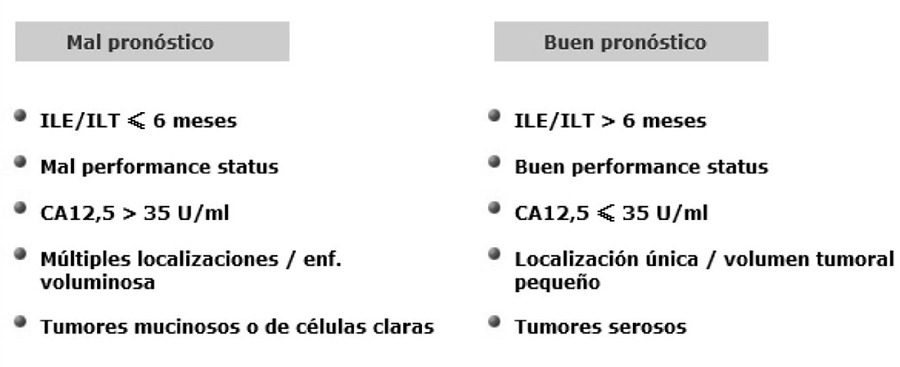 Mal pronóstico
ILE/ILT ⩽ 6 meses
Mal performance status
CA12,5 > 35 U/ml
Múltiples localizaciones / enf.
voluminosa
Tumores mucinosos o de células claras
Buen pronóstico
ILE/ILT > 6 meses
Buen performance status
CA12,5 ⩽ 35 U/ml
Localización única / volumen tumoral
pequeño
Tumores serosos